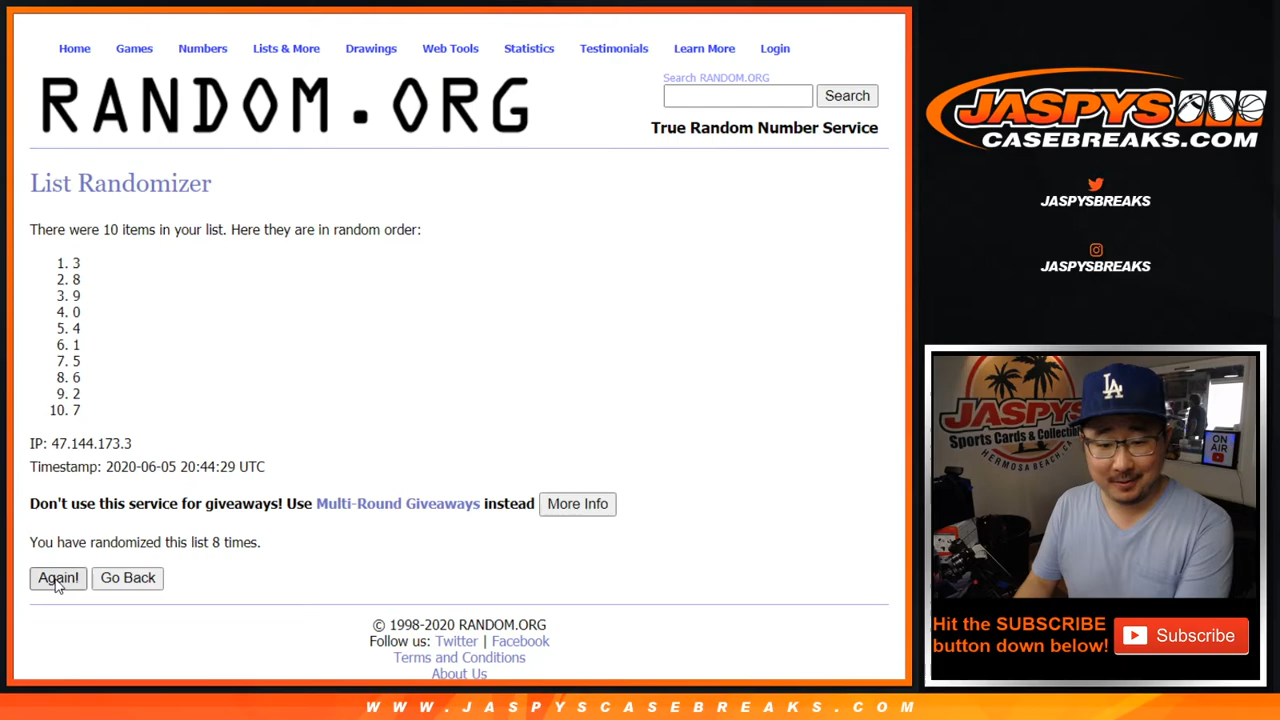 Home Games Numbers Lists & More Drawings Web Tools Statistics Testimonials Learn More Login
RANDOM.ORG
Search RANDOM.ORG
Search
True Random Number Service
List Randomizer
There were 10 items in your list. Here they are in random order:
1. 3
2. 8
3. 9
4. 0
5. 4
6. 1
7. 5
8. 6
9. 2
10. 7
IP: 47.144.173.3
Timestamp: 2020-06-05 20:44:29 UTC
Don't use this service for giveaways! Use Multi-Round Giveaways instead More Info
You have randomized this list 8 times.
Again! Go Back
© 1998-2020 RANDOM.ORG
Follow us: Twitter | Facebook
Terms and Conditions
About Us
JASPYS
CASEBREAKS.COM
JASPYSBREAKS
JASPYSBREAKS
JASPYS
Sports Cards & Collectib
HERMOSA BEACH, 
LA
ON
AIR
Hit the SUBSCRIBE
button down below!
Subscribe
WWW.JASPYSCASEBREAKS.COM